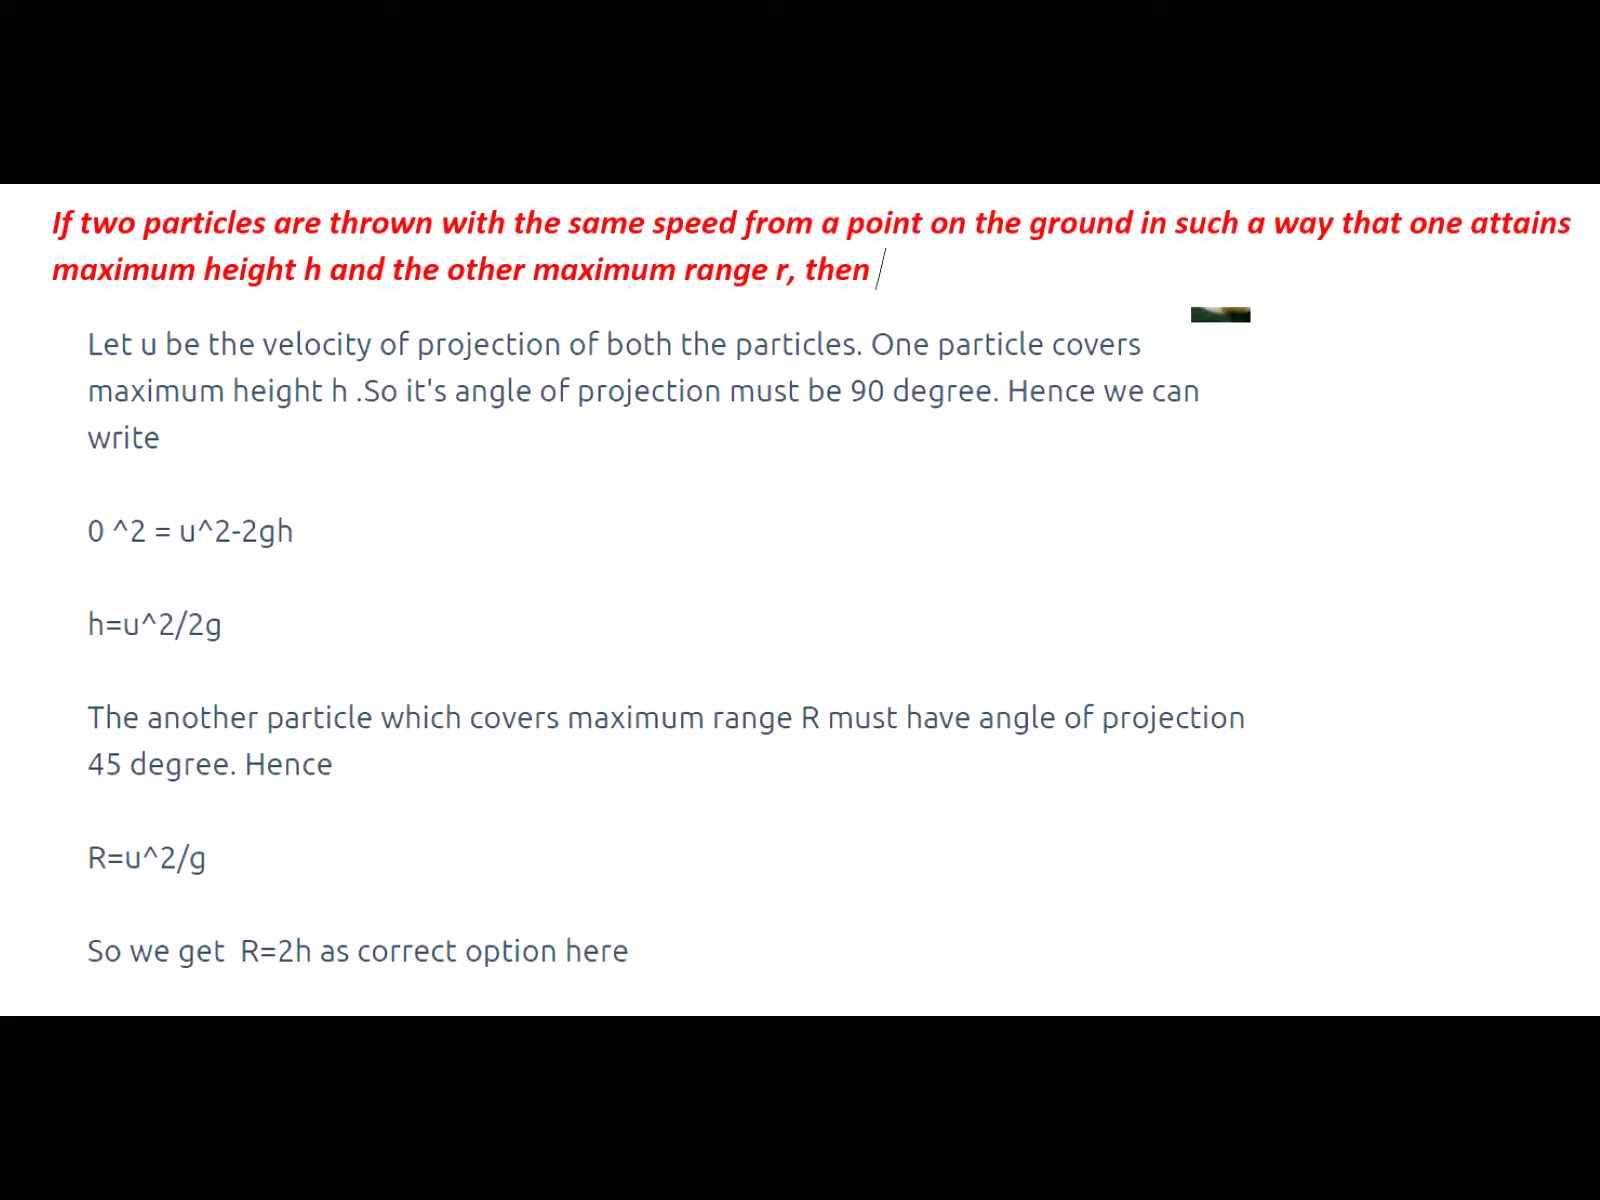 If two particles are thrown with the same speed from a point on the ground in such a way that one attains
maximum height h and the other maximum range r, then
Let u be the velocity of projection of both the particles. One particle covers
maximum height h .So it's angle of projection must be 90 degree. Hence we can
write
0 ^2 = u^2-2gh
h=u^2/2g
The another particle which covers maximum range R must have angle of projection
45 degree. Hence
R=u^2/g
So we get  R=2h as correct option here